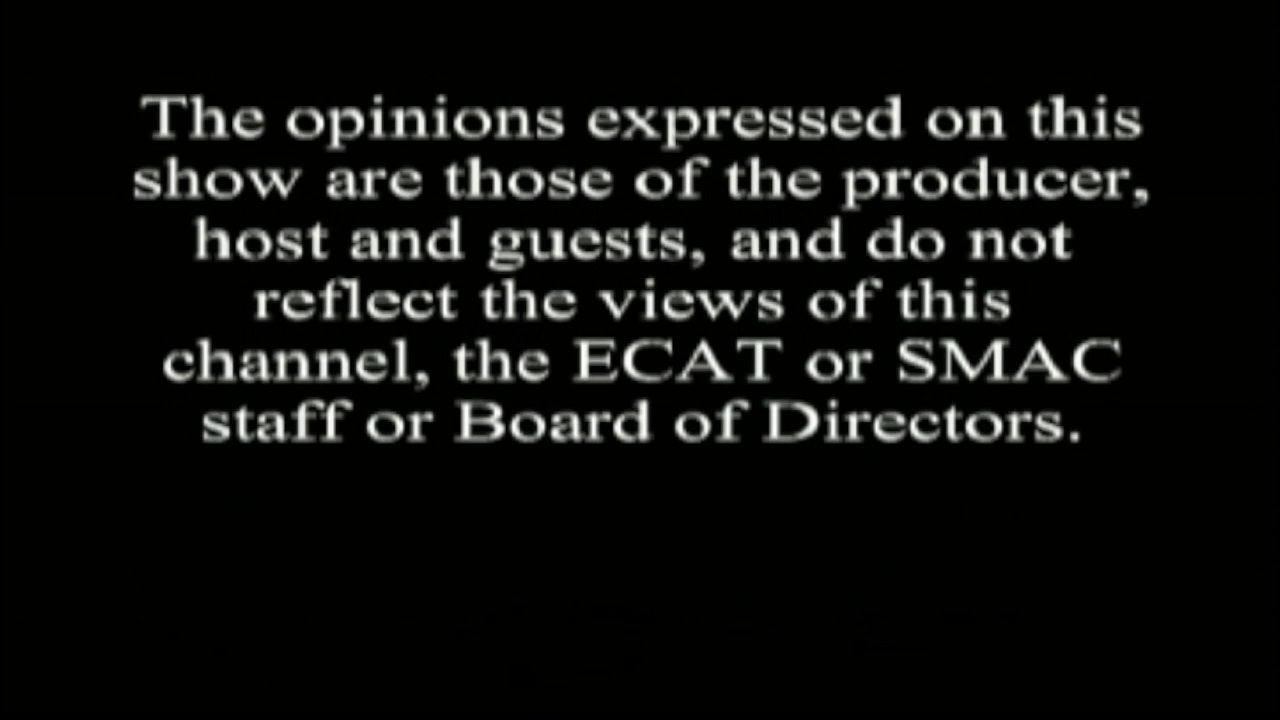 The opinions expressed on this
show are those of the producer,
host and guests, and do not
reflect the views of this
channel, the ECAT or SMAC
staff or Board of Directors.